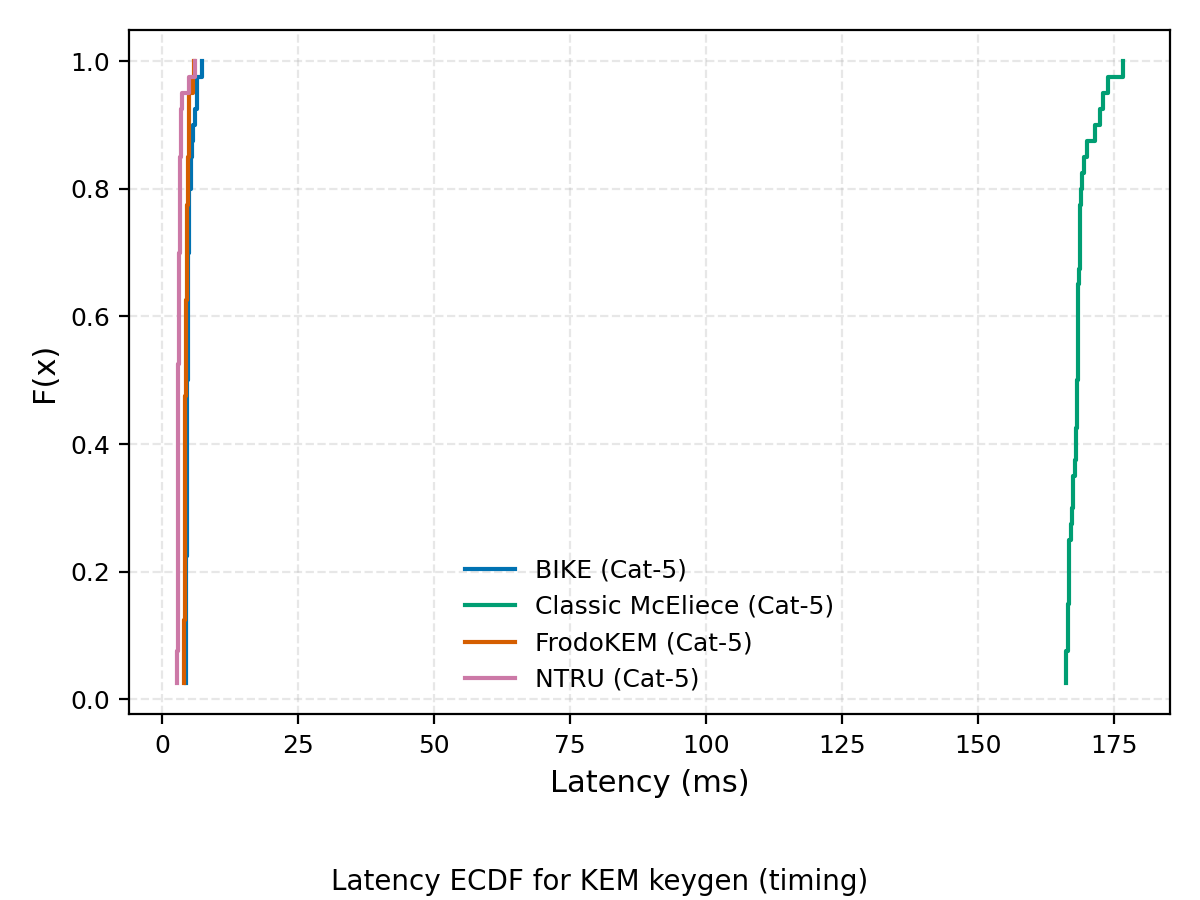 1.0
0.8
0.6
0.4
0.2
0.0
F(x)
BIKE (Cat-5)
Classic McEliece (Cat-5)
FrodoKEM (Cat-5)
NTRU (Cat-5)
0 25 50 75 100 125 150 175
Latency (ms)
Latency ECDF for KEM keygen (timing)